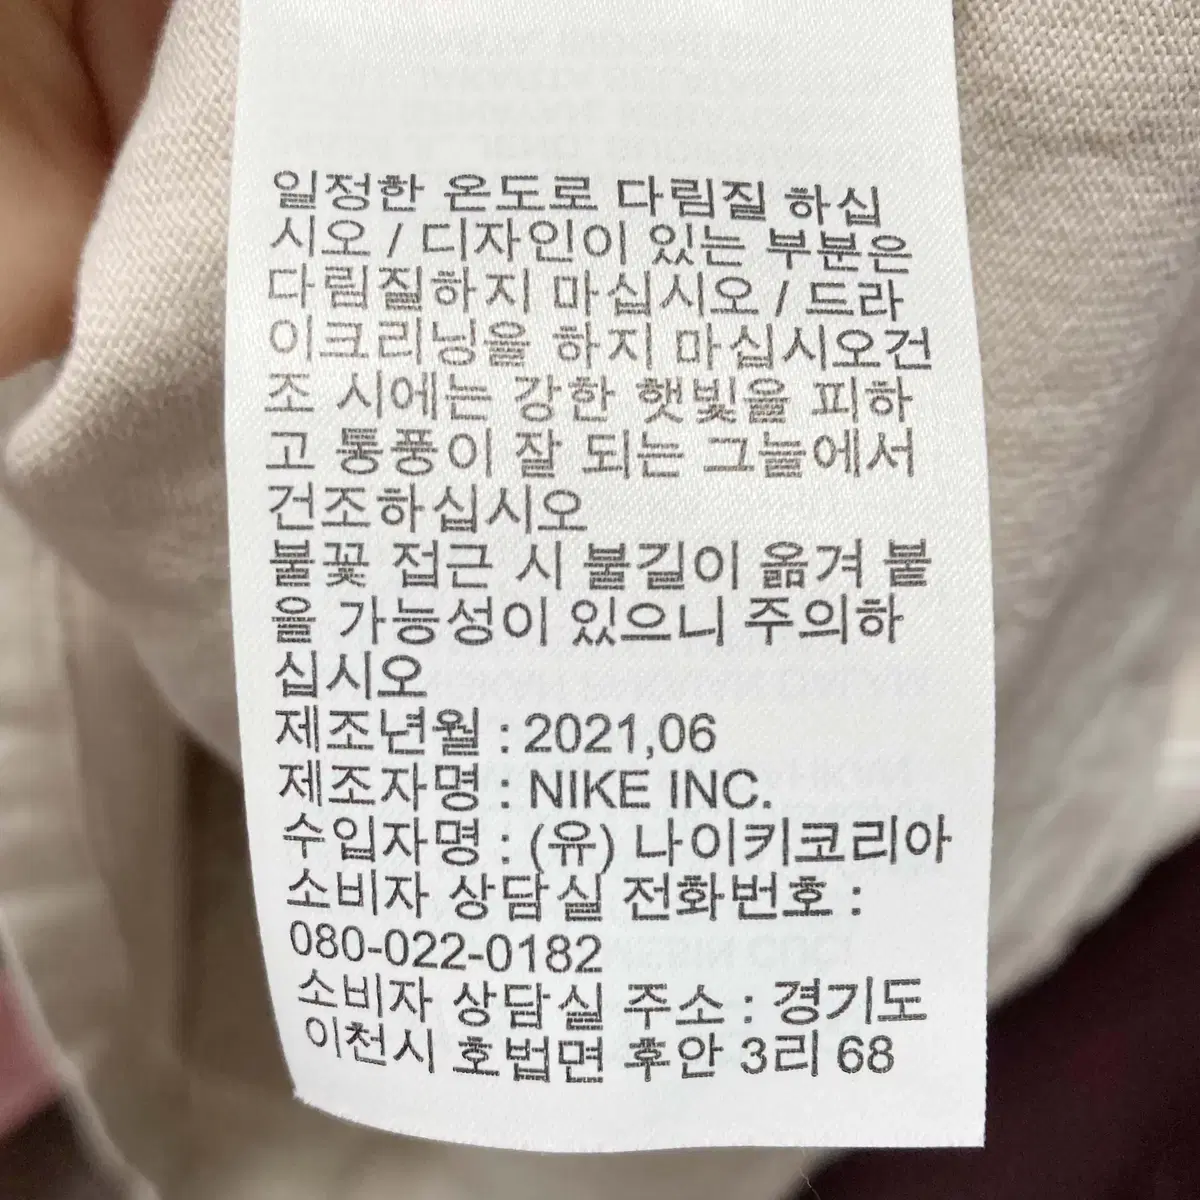 일정한 온도로 다림질 하십
시오 / 디자인이 있는 부분은
다림질하지 마십시오 / 드라
이크리닝을 하지 마십시오건
조 시에는 강한 햇빛을 피하
고 통풍이 잘 되는 그늘에서
건조하십시오
불꽃 접근 시 불길이 옮겨 붙
을 가능성이 있으니 주의하
십시오
제조년월 : 2021,06
제조자명 : NIKE INC.
수입자명 : (유) 나이키코리아
소비자 상담실 전화번호 :
080-022-0182
소비자 상담실 주소 : 경기도
이천시 호법면 후안 3리 68